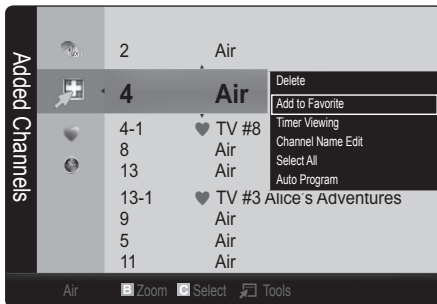 Added Channels
2 Air
4 Air
4-1 TV #8
8 Air
13 Air
13-1 TV #3 Alice's Adventures
9 Air
5 Air
11 Air
Delete
Add to Favorite
Timer Viewing
Channel Name Edit
Select All
Auto Program
Air B Zoom C Select Tools